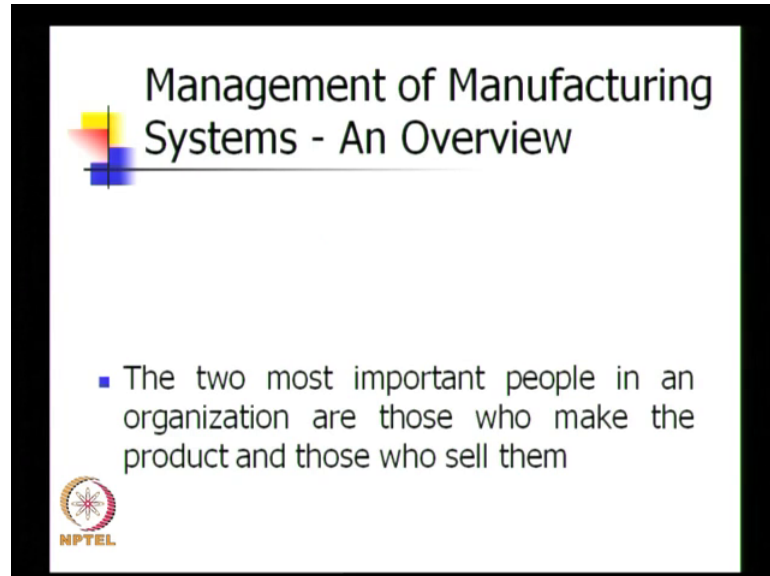 Management of Manufacturing
Systems - An Overview
The two most important people in an
organization are those who make the
product and those who sell them
NPTEL